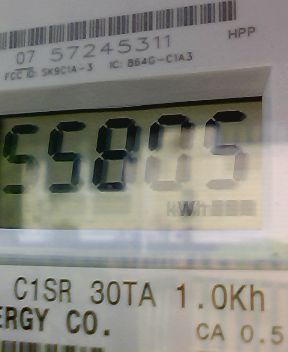 HPP
07 57245311
FCC ID: SK9C1A-3 IC: 864G-C1A3
55805
kWh
C1SR 30TA 1.0Kh
ERGY CO. CA 0.5